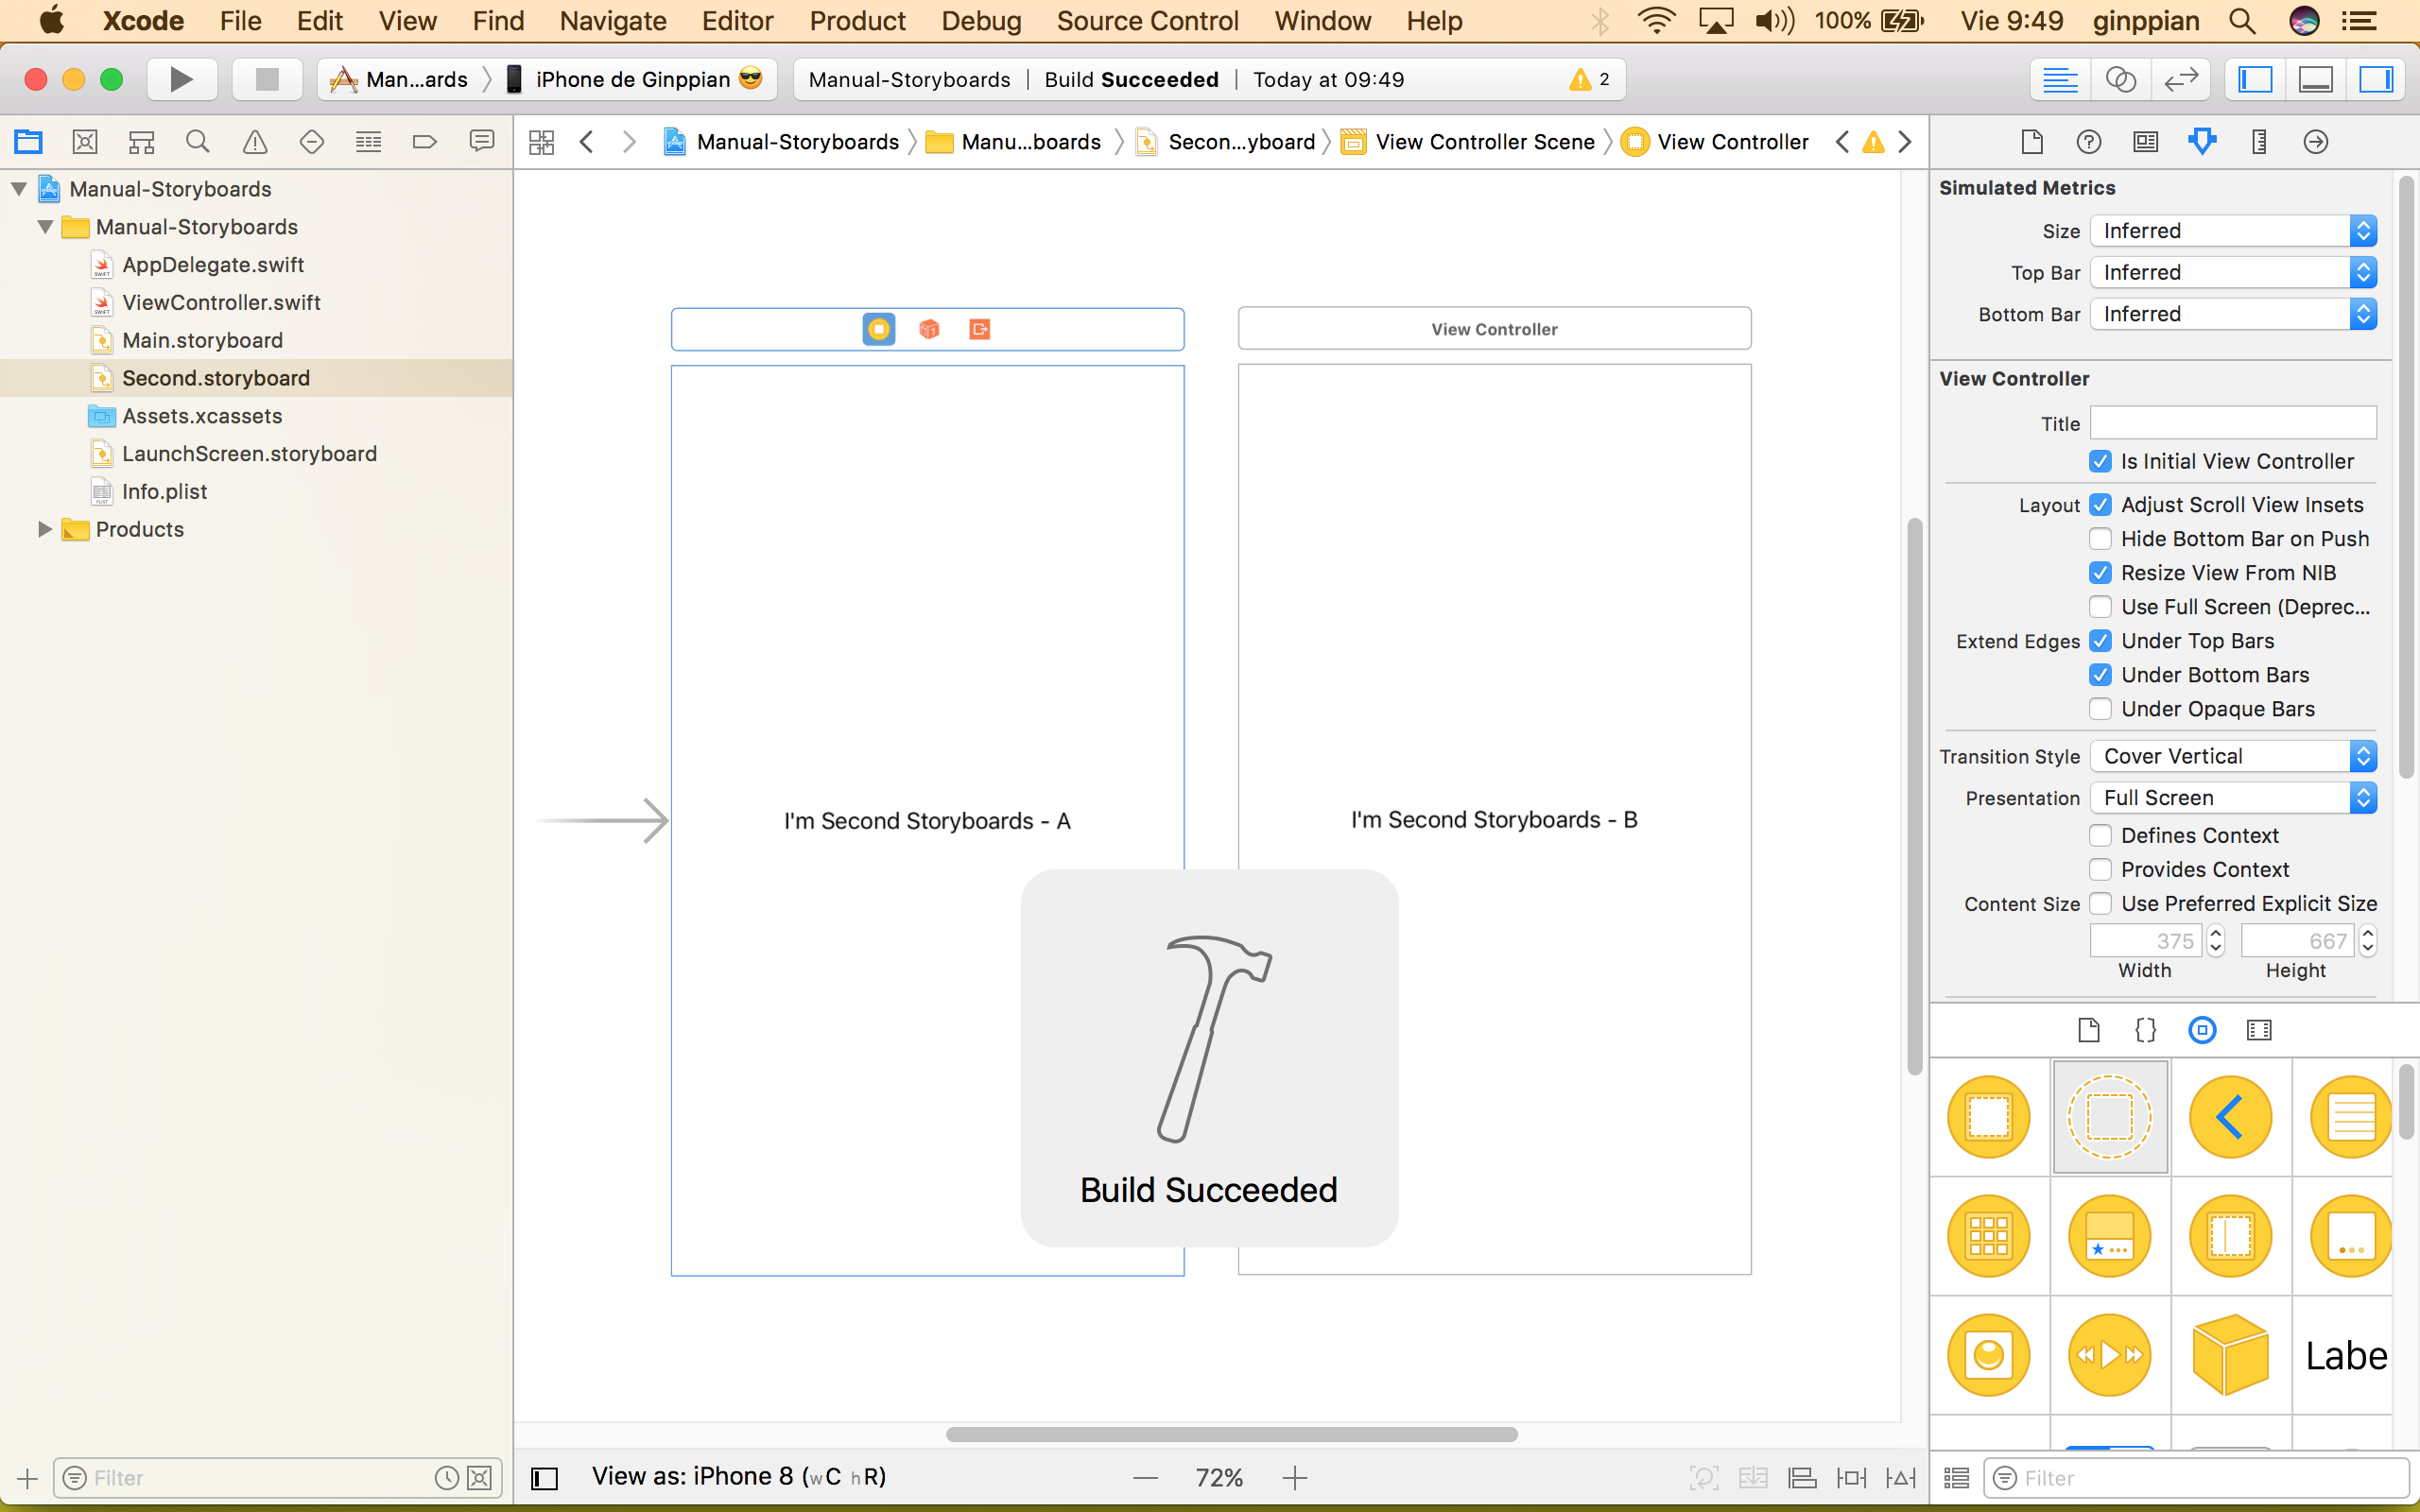 Xcode File Edit View Find Navigate Editor Product Debug Source Control Window Help 100% Vie 9:49 ginppian
Man...ards iPhone de Ginppian 😎 Manual-Storyboards | Build Succeeded | Today at 09:49 2
Manual-Storyboards Manu...boards Secon...yboard View Controller Scene View Controller
Manual-Storyboards
Manual-Storyboards
AppDelegate.swift
ViewController.swift
Main.storyboard
Second.storyboard
Assets.xcassets
LaunchScreen.storyboard
Info.plist
Products
Filter
View Controller
I'm Second Storyboards - A
I'm Second Storyboards - B
Build Succeeded
View as: iPhone 8 (wC hR)
72%
Simulated Metrics
Size Inferred
Top Bar Inferred
Bottom Bar Inferred
View Controller
Title
Is Initial View Controller
Layout Adjust Scroll View Insets
Hide Bottom Bar on Push
Resize View From NIB
Use Full Screen (Deprec...
Extend Edges Under Top Bars
Under Bottom Bars
Under Opaque Bars
Transition Style Cover Vertical
Presentation Full Screen
Defines Context
Provides Context
Content Size Use Preferred Explicit Size
375 667
Width Height
Labe
Filter